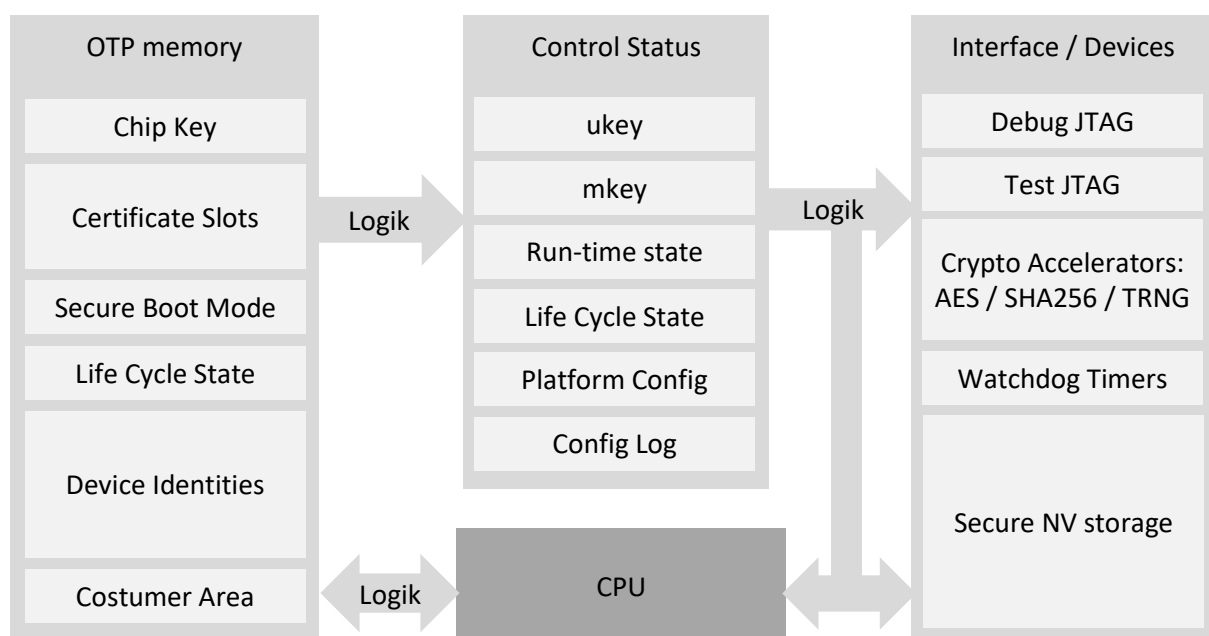 OTP memory
Chip Key
Certificate Slots
Secure Boot Mode
Life Cycle State
Device Identities
Costumer Area
Logik
Logik
Control Status
ukey
mkey
Run-time state
Life Cycle State
Platform Config
Config Log
CPU
Logik
Interface / Devices
Debug JTAG
Test JTAG
Crypto Accelerators:
AES / SHA256 / TRNG
Watchdog Timers
Secure NV storage